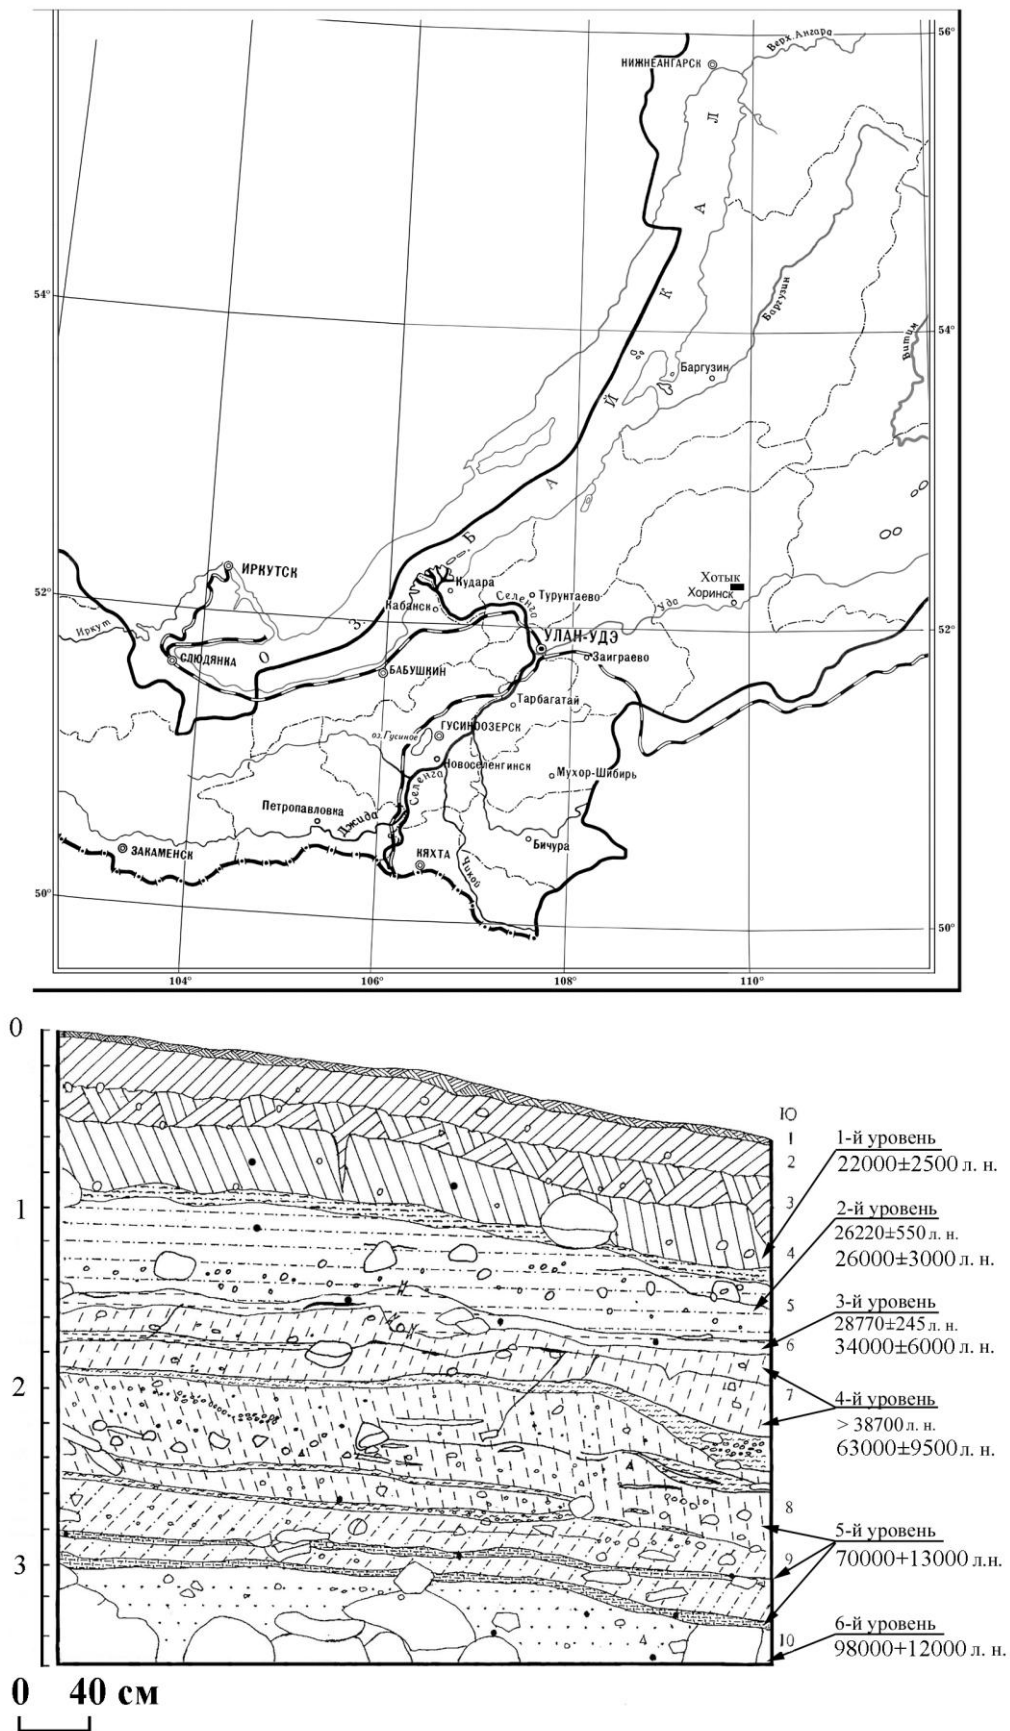 56°
Верх. Ангара
НИЖНЕАНГАРСК
Л
А
К
Баргузин
Витим
54°
54°
Баргузин
Й
А
Б
ИРКУТСК
Хотык
Хоринск
52°
Кудара
Селенга
Турунтаево
Уда
Кабанск
Иркут
З
О
52°
УЛАН-УДЭ
СЛЮДЯНКА
БАБУШКИН
Заиграево
Тарбагатай
ГУСИНООЗЕРСК
оз. Гусиное
Новоселенгинск
Селенга
Мухор-Шибирь
Петропавловка
Джида
Бичура
ЗАКАМЕНСК
КЯХТА
Чикой
50°
50°
104°
106°
108°
110°
0
Ю
1
1-й уровень
2
22000±2500 л. н.
3
1
2-й уровень
26220±550 л. н.
4
26000±3000 л. н.
5
3-й уровень
28770±245 л. н.
6
34000±6000 л. н.
2
7
4-й уровень
> 38700 л. н.
63000±9500 л. н.
8
5-й уровень
3
9
70000+13000 л.н.
6-й уровень
10
98000+12000 л. н.
0 40 см